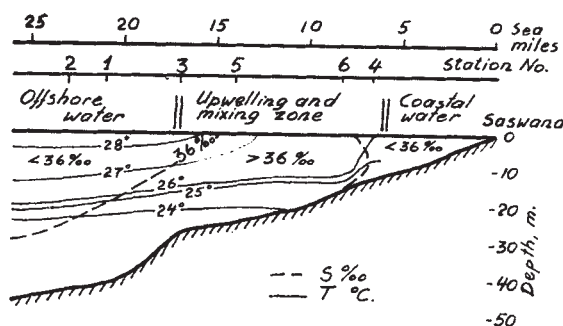 25 20 15 10 5 0 Sea miles
2 1 3 5 6 4 Station No.
Offshore water
Upwelling and mixing zone
Coastal water
Saswana
28°
36‰
<36‰
27°
>36‰
<36‰
26°
25°
24°
0
-10
-20
-30
-40
-50
Depth, m.
S‰
T °C.